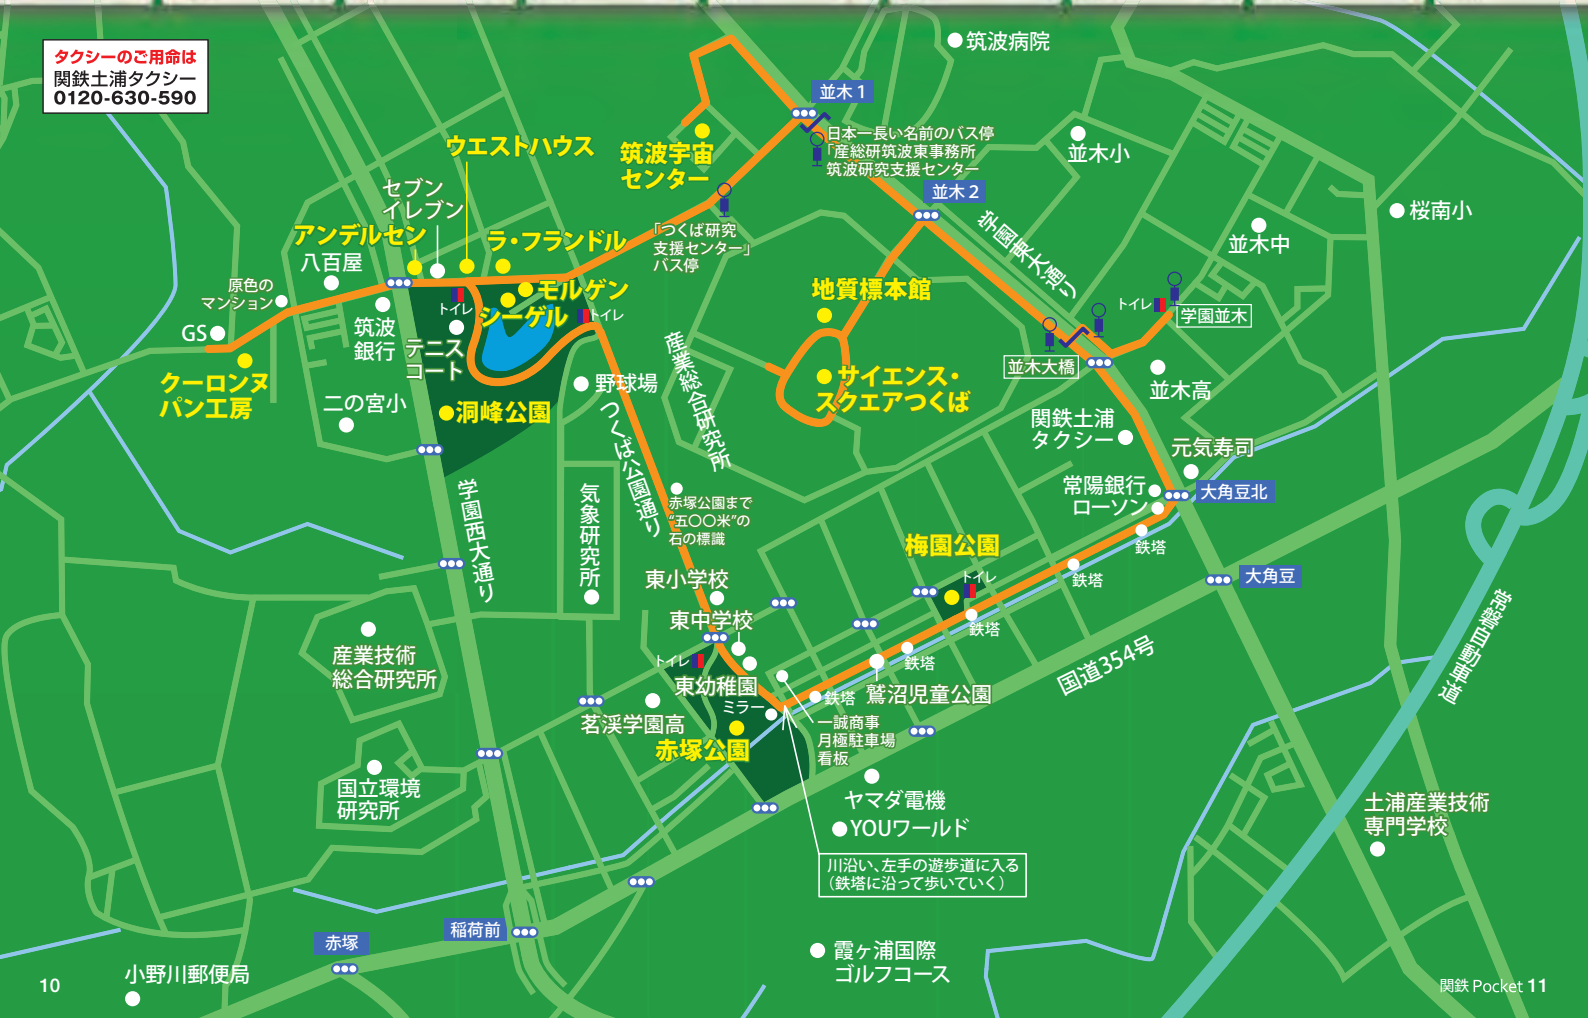 タクシーのご用命は
関鉄土浦タクシー
0120-630-590
筑波病院
並木1
日本一長い名前のバス停
「産総研筑波東事務所
筑波研究支援センター
並木小
ウエストハウス
筑波宇宙
センター
並木2
セブン
イレブン
桜南小
学園東大通り
並木中
アンデルセン
ラ・フランドル
「つくば研究
支援センター」
バス停
八百屋
原色の
マンション
モルゲン
シーゲル
トイレ
トイレ
地質標本館
トイレ
学園並木
GS
筑波
銀行
テニス
コート
産業総合研究所
並木大橋
クーロンヌ
パン工房
野球場
サイエンス・
スクエアつくば
並木高
二の宮小
洞峰公園
つくば公園通り
関鉄土浦
タクシー
元気寿司
学園西大通り
気象研究所
赤塚公園まで
“五〇〇米”の
石の標識
常陽銀行
ローソン
大角豆北
梅園公園
トイレ
鉄塔
鉄塔
大角豆
東小学校
東中学校
鉄塔
常磐自動車道
産業技術
総合研究所
トイレ
鉄塔
国道354号
東幼稚園
鷲沼児童公園
ミラー
鉄塔
茗渓学園高
赤塚公園
一誠商事
月極駐車場
看板
国立環境
研究所
ヤマダ電機
YOUワールド
土浦産業技術
専門学校
川沿い、左手の遊歩道に入る
（鉄塔に沿って歩いていく）
稲荷前
赤塚
霞ヶ浦国際
ゴルフコース
小野川郵便局
10
関鉄 Pocket 11